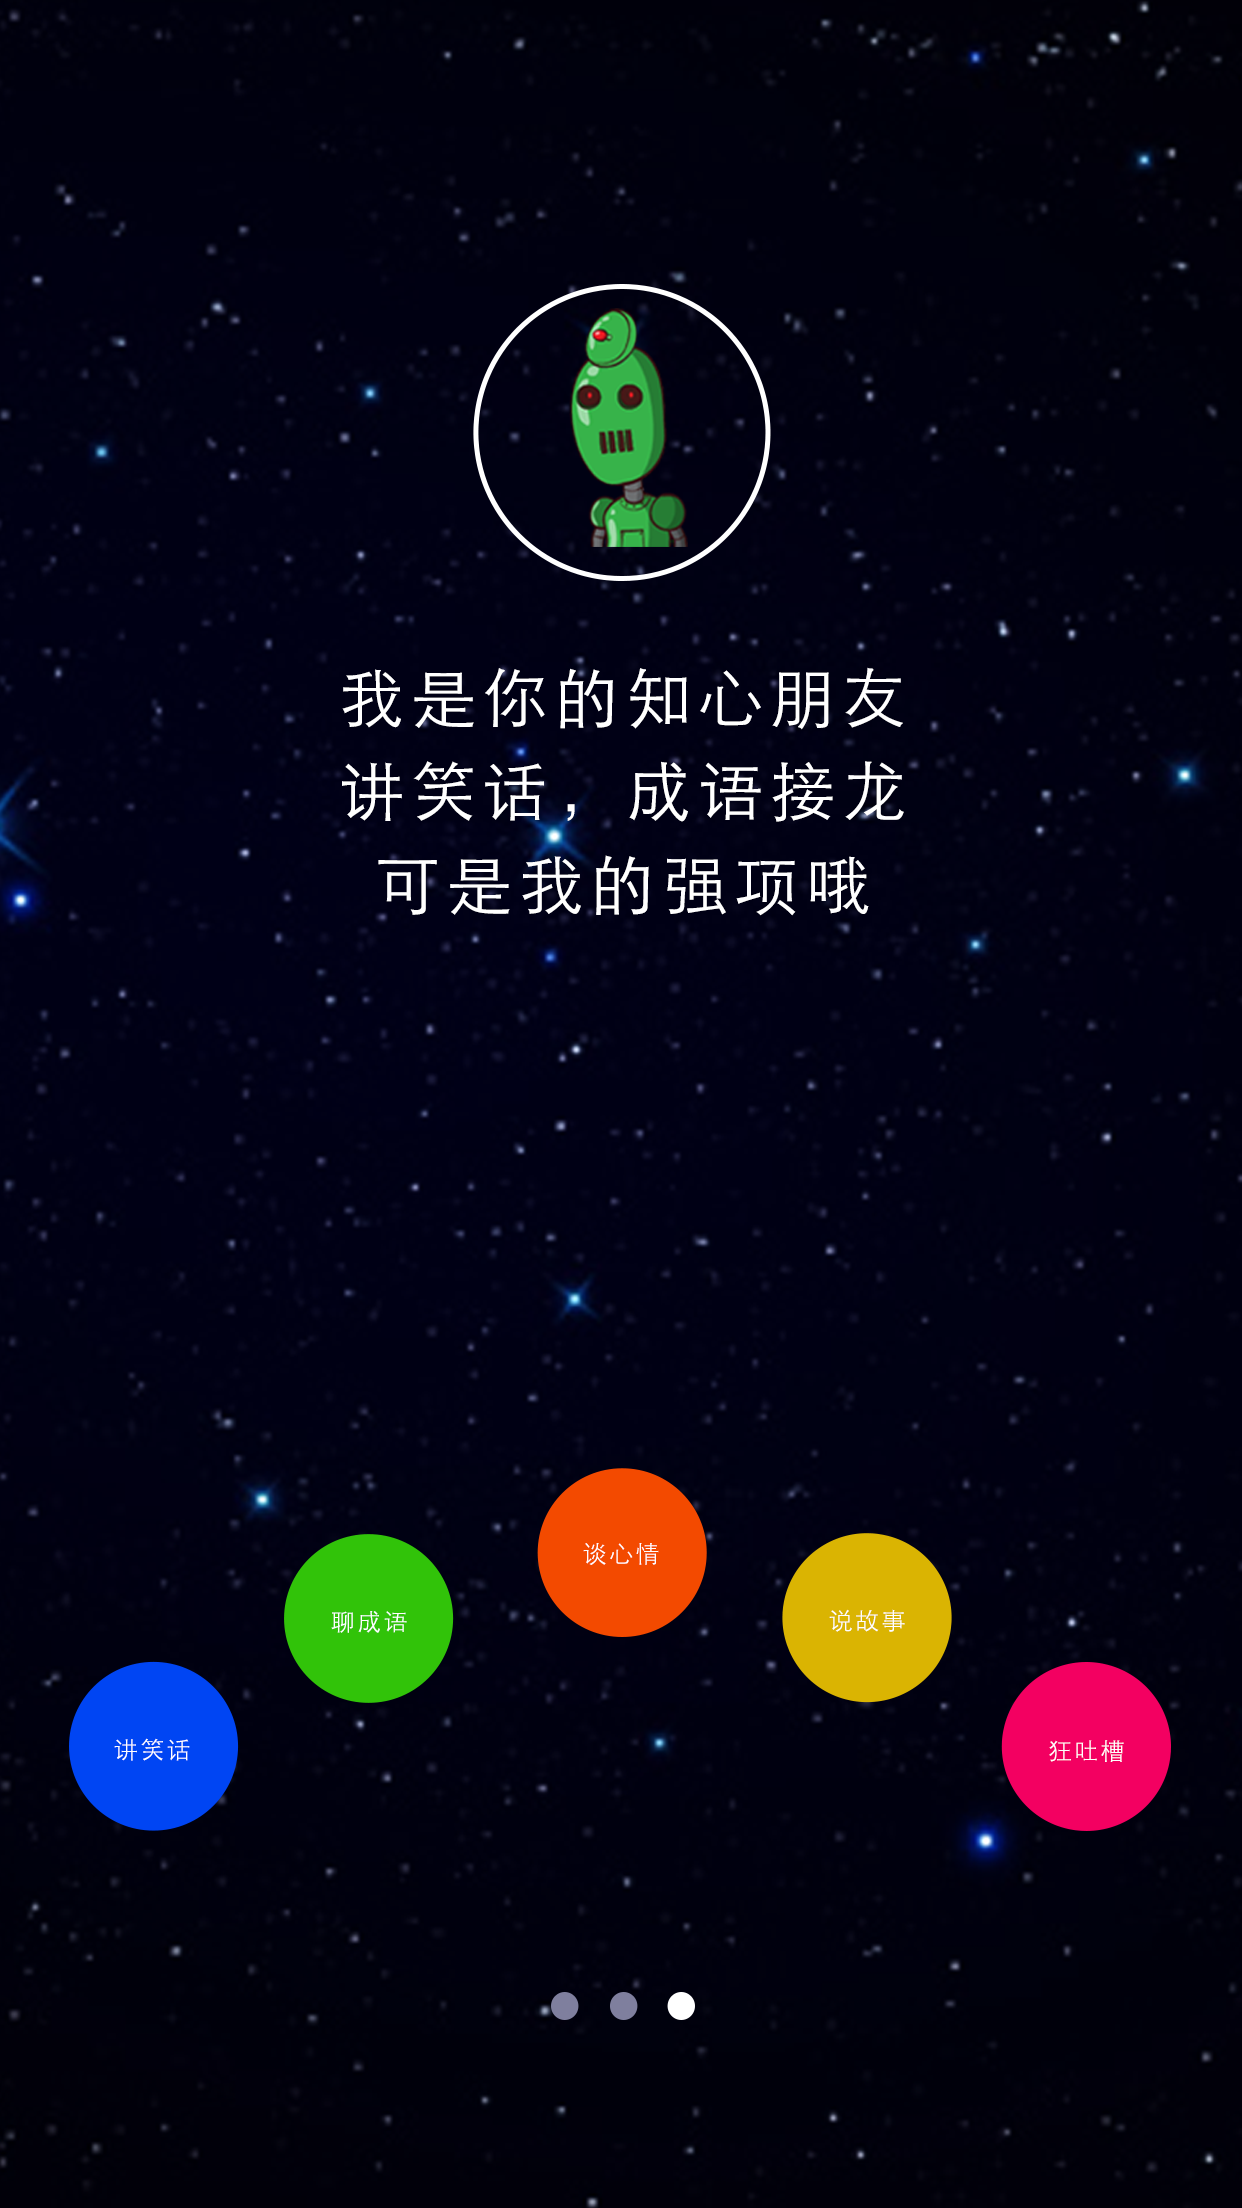 我是你的知心朋友
讲笑话，成语接龙
可是我的强项哦
谈心情
聊成语
说故事
讲笑话
狂吐槽